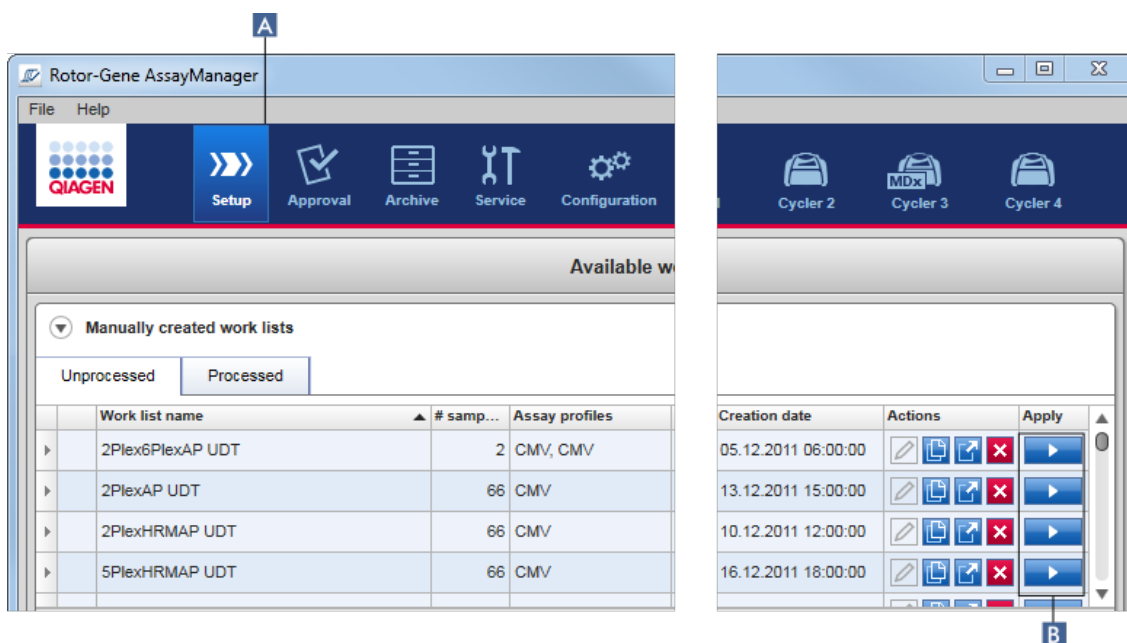 A
Rotor-Gene AssayManager
File Help
QIAGEN
Setup Approval Archive Service Configuration
MDx
Cycler 2 Cycler 3 Cycler 4
Available w
Manually created work lists
Unprocessed Processed
Work list name # samp... Assay profiles Creation date Actions Apply
2Plex6PlexAP UDT 2 CMV, CMV 05.12.2011 06:00:00
2PlexAP UDT 66 CMV 13.12.2011 15:00:00
2PlexHRMAP UDT 66 CMV 10.12.2011 12:00:00
5PlexHRMAP UDT 66 CMV 16.12.2011 18:00:00
B